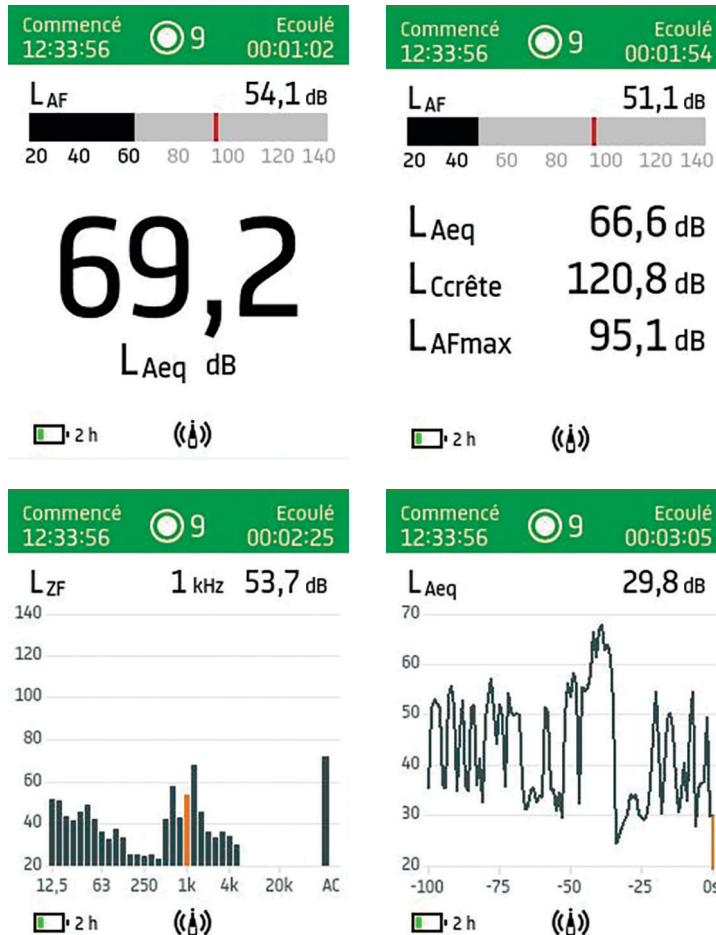 Commencé
12:33:56
9
Ecoulé
00:01:02
LAF 54,1 dB
20 40 60 80 100 120 140
69,2
LAeq dB
2 h
Commencé
12:33:56
9
Ecoulé
00:01:54
LAF 51,1 dB
20 40 60 80 100 120 140
LAeq 66,6 dB
LCcrête 120,8 dB
LAFmax 95,1 dB
2 h
Commencé
12:33:56
9
Ecoulé
00:02:25
LZF 1 kHz 53,7 dB
140
120
100
80
60
40
20
12,5 63 250 1k 4k 20k AC
2 h
Commencé
12:33:56
9
Ecoulé
00:03:05
LAeq 29,8 dB
70
60
50
40
30
20
-100 -75 -50 -25 0s
2 h